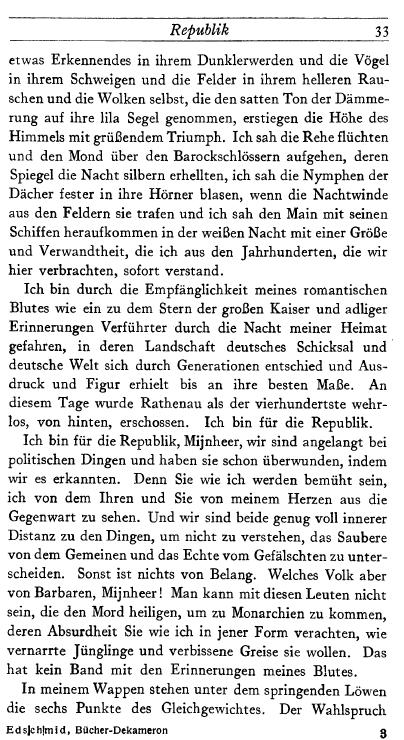 Republik 33
etwas Erkennendes in ihrem Dunklerwerden und die Vögel
in ihrem Schweigen und die Felder in ihrem helleren Rau-
schen und die Wolken selbst, die den satten Ton der Dämme-
rung auf ihre lila Segel genommen, erstiegen die Höhe des
Himmels mit grüßendem Triumph. Ich sah die Rehe flüchten
und den Mond über den Barockschlössern aufgehen, deren
Spiegel die Nacht silbern erhellten, ich sah die Nymphen der
Dächer fester in ihre Hörner blasen, wenn die Nachtwinde
aus den Feldern sie trafen und ich sah den Main mit seinen
Schiffen heraufkommen in der weißen Nacht mit einer Größe
und Verwandtheit, die ich aus den Jahrhunderten, die wir
hier verbrachten, sofort verstand.
Ich bin durch die Empfänglichkeit meines romantischen
Blutes wie ein zu dem Stern der großen Kaiser und adliger
Erinnerungen Verführter durch die Nacht meiner Heimat
gefahren, in deren Landschaft deutsches Schicksal und
deutsche Welt sich durch Generationen entschied und Aus-
druck und Figur erhielt bis an ihre besten Maße. An
diesem Tage wurde Rathenau als der vierhundertste wehr-
los, von hinten, erschossen. Ich bin für die Republik.
Ich bin für die Republik, Mijnheer, wir sind angelangt bei
politischen Dingen und haben sie schon überwunden, indem
wir es erkannten. Denn Sie wie ich werden bemüht sein,
ich von dem Ihren und Sie von meinem Herzen aus die
Gegenwart zu sehen. Und wir sind beide genug voll innerer
Distanz zu den Dingen, um nicht zu verstehen, das Saubere
von dem Gemeinen und das Echte vom Gefälschten zu unter-
scheiden. Sonst ist nichts von Belang. Welches Volk aber
von Barbaren, Mijnheer! Man kann mit diesen Leuten nicht
sein, die den Mord heiligen, um zu Monarchien zu kommen,
deren Absurdheit Sie wie ich in jener Form verachten, wie
vernarrte Jünglinge und verbissene Greise sie wollen. Das
hat kein Band mit den Erinnerungen meines Blutes.
In meinem Wappen stehen unter dem springenden Löwen
die sechs Punkte des Gleichgewichtes. Der Wahlspruch
Eds|ch|mid, Bücher-Dekameron 3